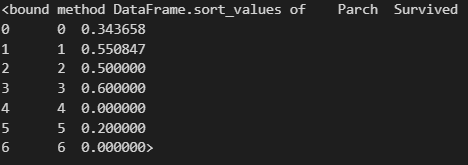 <bound method DataFrame.sort_values of    Parch  Survived
0      0  0.343658
1      1  0.550847
2      2  0.500000
3      3  0.600000
4      4  0.000000
5      5  0.200000
6      6  0.000000>